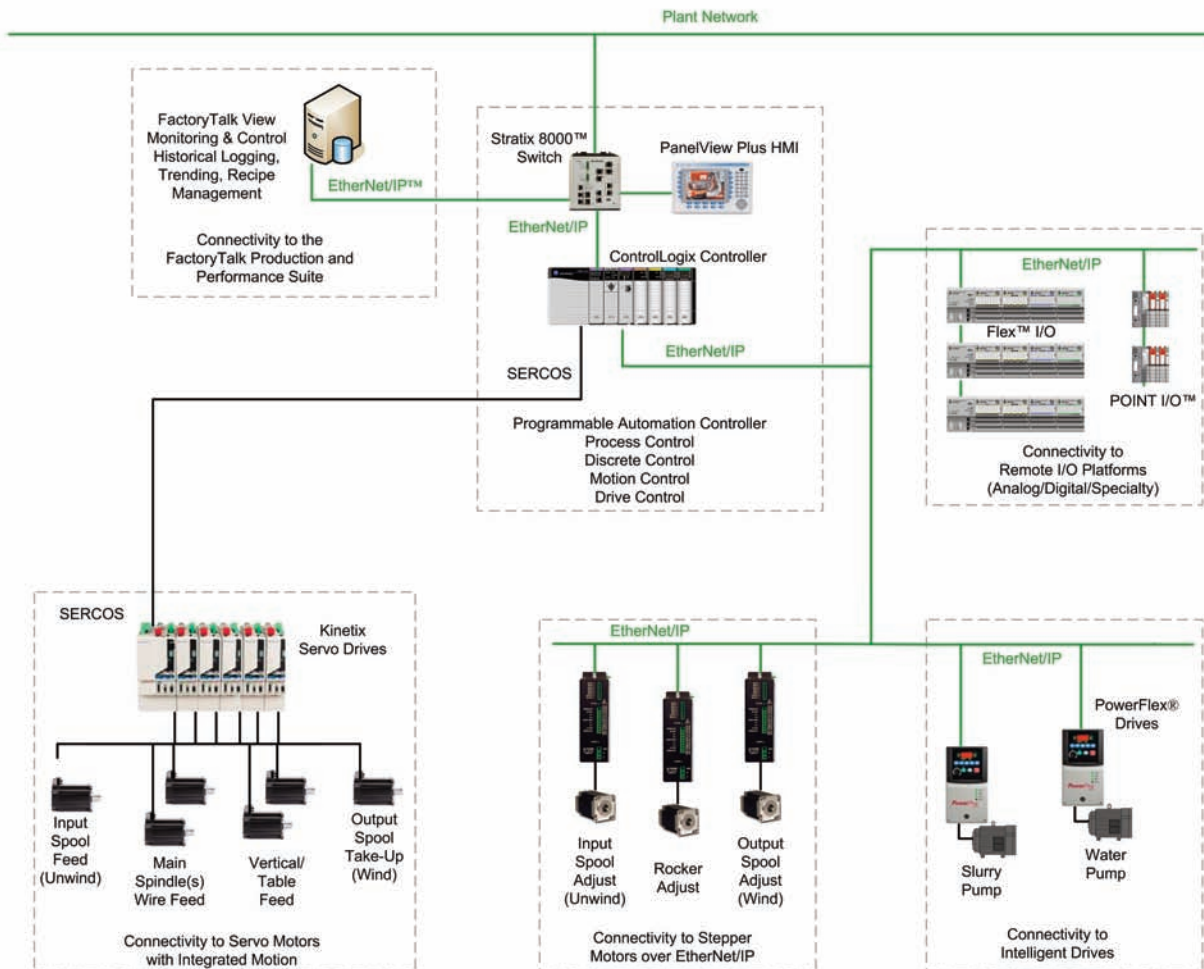 Plant Network
FactoryTalk View
Monitoring & Control
Historical Logging,
Trending, Recipe
Management
EtherNet/IP™
Connectivity to the
FactoryTalk Production and
Performance Suite
Stratix 8000™
Switch
PanelView Plus HMI
EtherNet/IP
ControlLogix Controller
EtherNet/IP
SERCOS
Programmable Automation Controller
Process Control
Discrete Control
Motion Control
Drive Control
EtherNet/IP
Flex™ I/O
POINT I/O™
Connectivity to
Remote I/O Platforms
(Analog/Digital/Specialty)
SERCOS
Kinetix
Servo Drives
Input
Spool
Feed
(Unwind)
Main
Spindle(s)
Wire Feed
Vertical/
Table
Feed
Output
Spool
Take-Up
(Wind)
Connectivity to Servo Motors
with Integrated Motion
EtherNet/IP
Input
Spool
Adjust
(Unwind)
Rocker
Adjust
Output
Spool
Adjust
(Wind)
Connectivity to Stepper
Motors over EtherNet/IP
EtherNet/IP
PowerFlex®
Drives
Slurry
Pump
Water
Pump
Connectivity to
Intelligent Drives